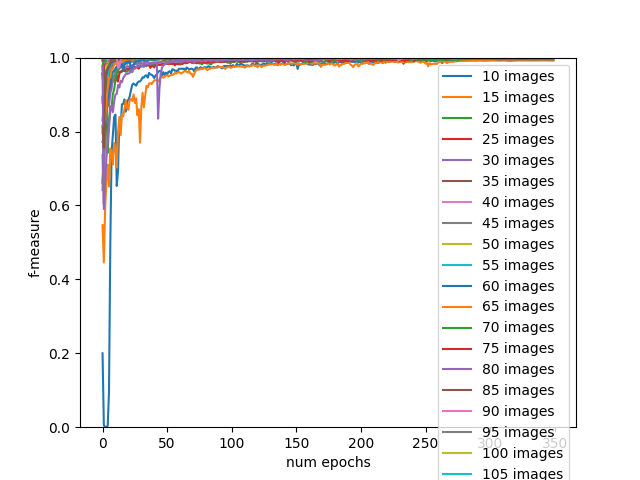 1.0
0.8
0.6
0.4
0.2
0.0
f-measure
0 50 100 150 200 250 300 350
num epochs
10 images
15 images
20 images
25 images
30 images
35 images
40 images
45 images
50 images
55 images
60 images
65 images
70 images
75 images
80 images
85 images
90 images
95 images
100 images
105 images